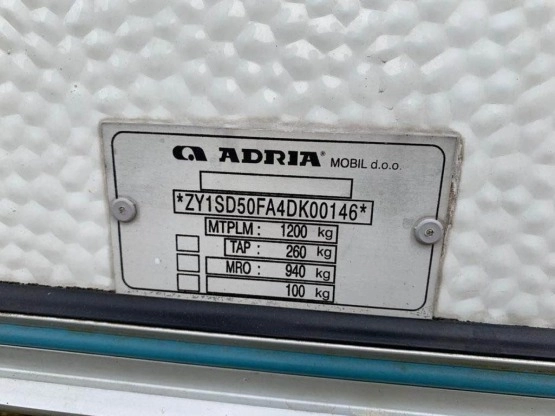 ADRIA® MOBIL d.o.o.
*ZY1SD50FA4DK00146*
MTPLM : 1200 kg
TAP : 260 kg
MRO : 940 kg
100 kg